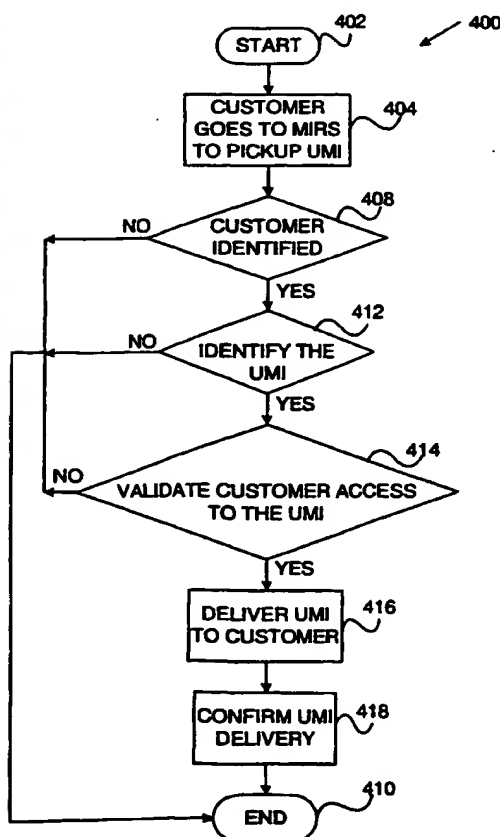 START
402
400
CUSTOMER
GOES TO MIRS
TO PICKUP UMI
404
CUSTOMER
IDENTIFIED
408
NO
YES
412
IDENTIFY THE
UMI
NO
YES
414
VALIDATE CUSTOMER ACCESS
TO THE UMI
NO
YES
DELIVER UMI
TO CUSTOMER
416
CONFIRM UMI
DELIVERY
418
END
410